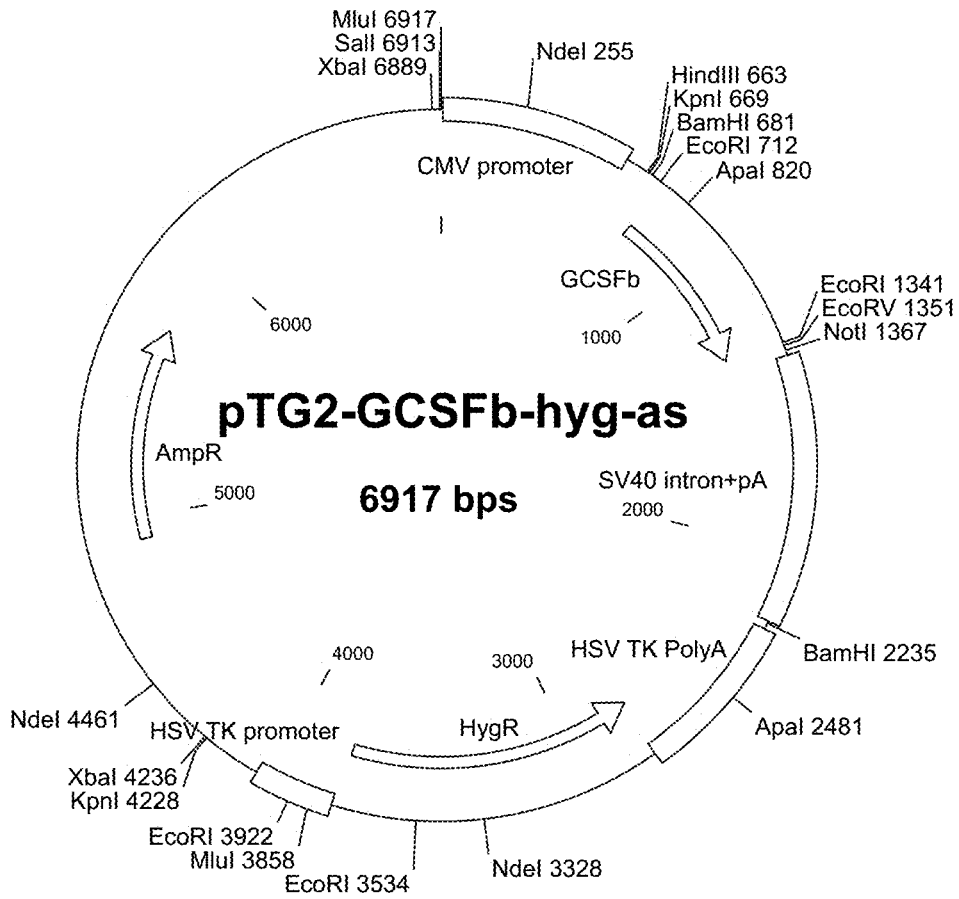 MluI 6917
SalI 6913
XbaI 6889
NdeI 255
HindIII 663
KpnI 669
BamHI 681
EcoRI 712
ApaI 820
CMV promoter
GCSFb
EcoRI 1341
EcoRV 1351
NotI 1367
6000
1000
pTG2-GCSFb-hyg-as
AmpR
6917 bps
SV40 intron+pA
5000
2000
HSV TK PolyA
BamHI 2235
4000
3000
ApaI 2481
NdeI 4461
HSV TK promoter
HygR
XbaI 4236
KpnI 4228
EcoRI 3922
MluI 3858
EcoRI 3534
NdeI 3328